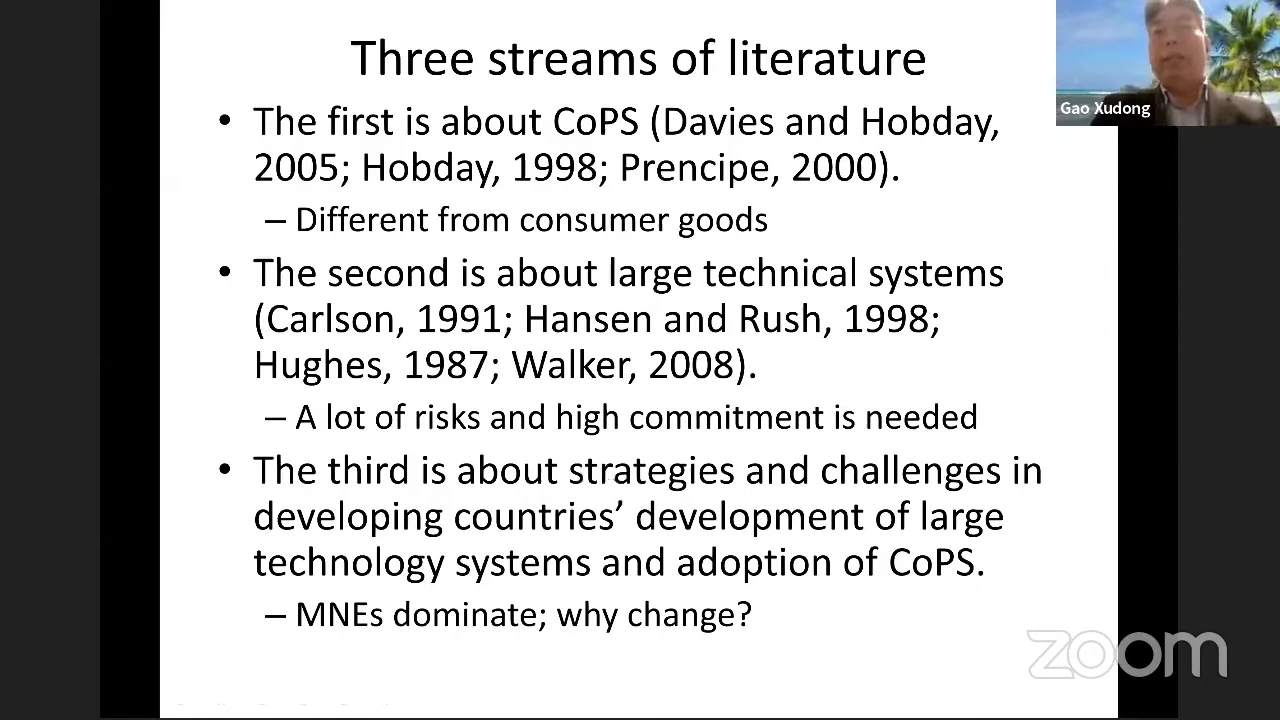 Three streams of literature
• The first is about CoPS (Davies and Hobday,
2005; Hobday, 1998; Prencipe, 2000).
– Different from consumer goods
• The second is about large technical systems
(Carlson, 1991; Hansen and Rush, 1998;
Hughes, 1987; Walker, 2008).
– A lot of risks and high commitment is needed
• The third is about strategies and challenges in
developing countries’ development of large
technology systems and adoption of CoPS.
– MNEs dominate; why change?
Gao Xudong
zoom